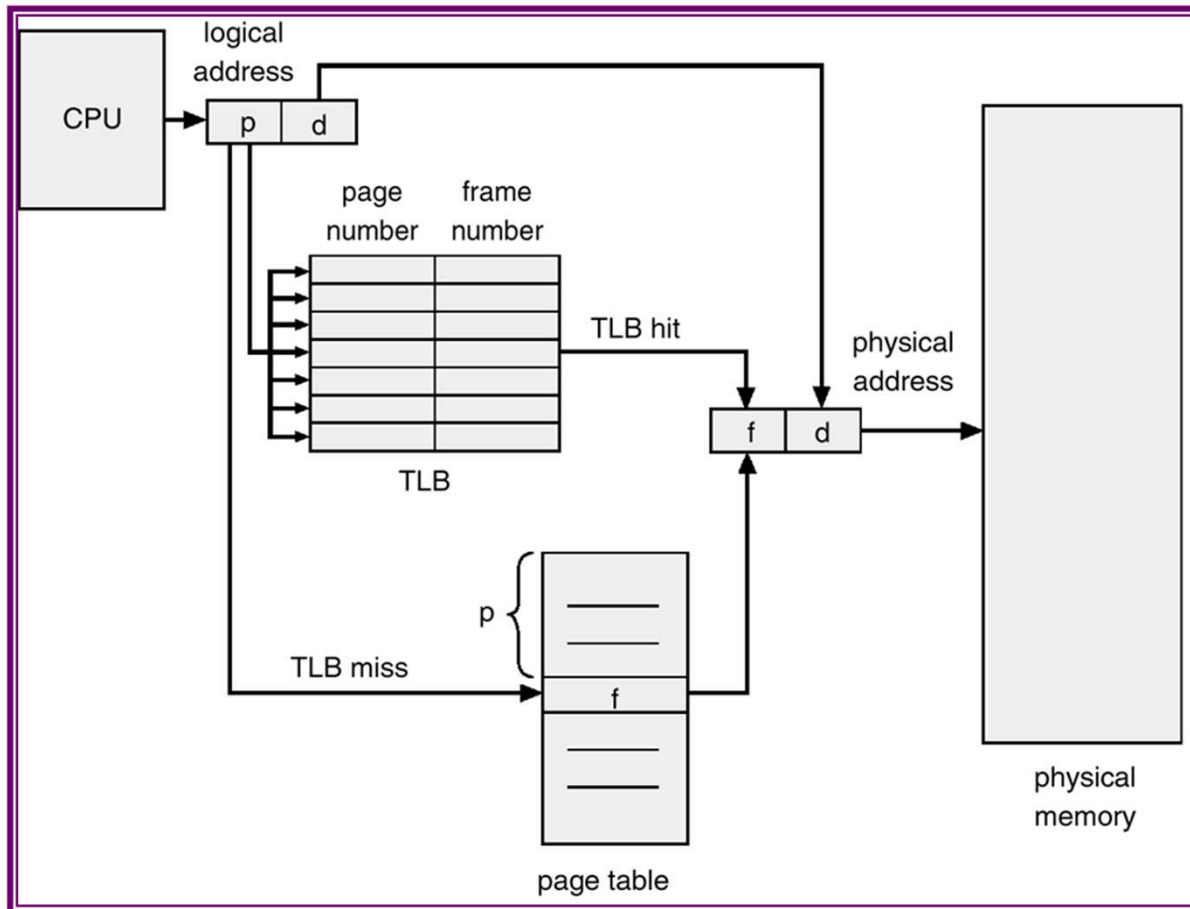 logical
address
CPU
p d
page frame
number number
TLB hit
physical
address
f d
TLB
p
TLB miss
f
physical
memory
page table